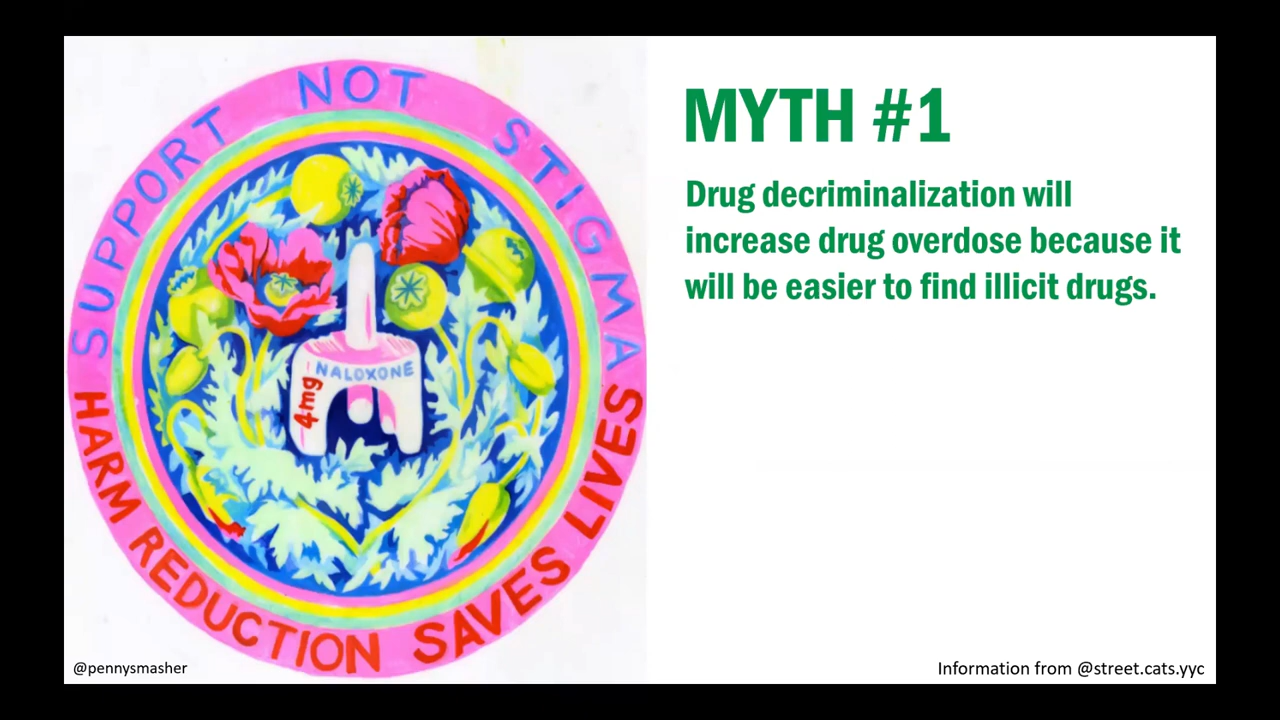 SUPPORT NOT STIGMA
HARM REDUCTION SAVES LIVES
NALOXONE
4mg
@pennysmasher
MYTH #1
Drug decriminalization will
increase drug overdose because it
will be easier to find illicit drugs.
Information from @street.cats.yyc